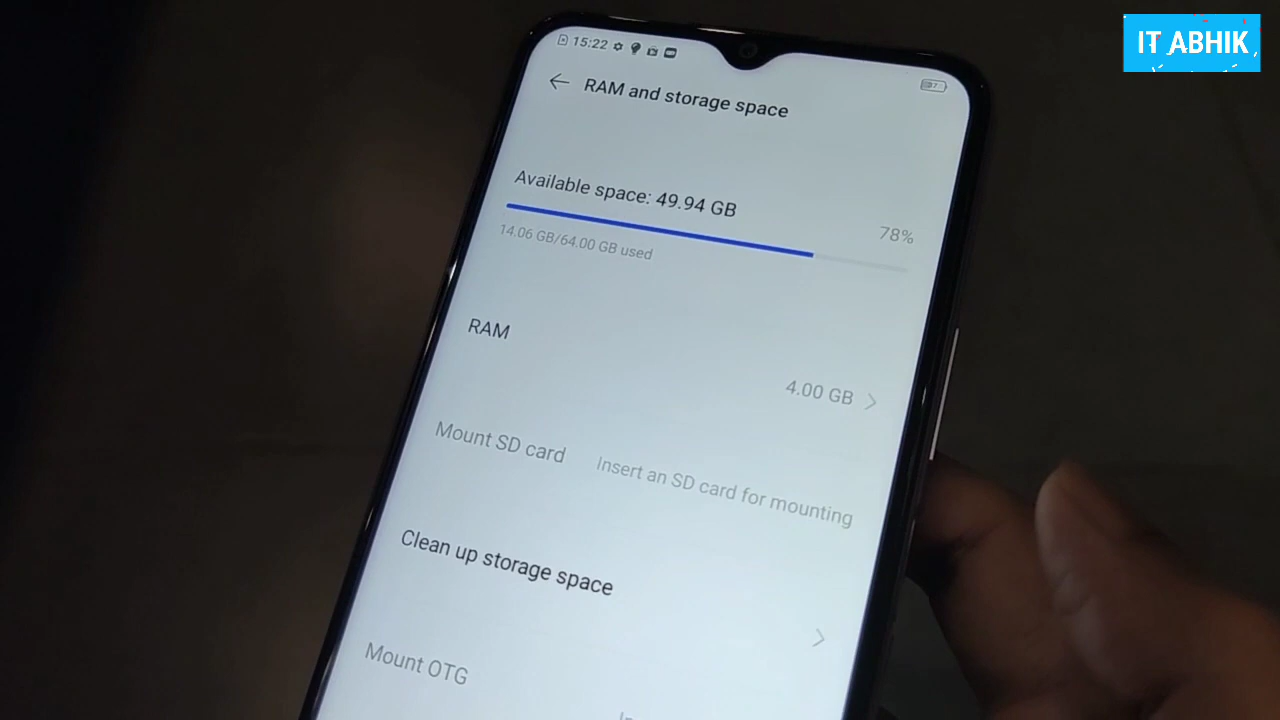 IT ABHIK
15:22
RAM and storage space
Available space: 49.94 GB
78%
14.06 GB/64.00 GB used
RAM
4.00 GB
Mount SD card
Insert an SD card for mounting
Clean up storage space
Mount OTG